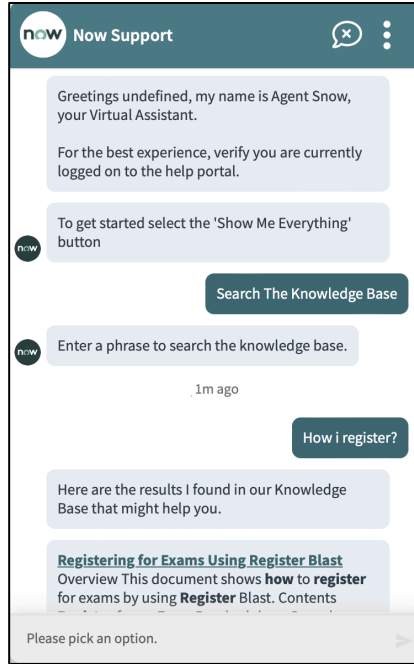 now Now Support
Greetings undefined, my name is Agent Snow,
your Virtual Assistant.
For the best experience, verify you are currently
logged on to the help portal.
To get started select the 'Show Me Everything'
button
now
Search The Knowledge Base
Enter a phrase to search the knowledge base.
now
1m ago
How i register?
Here are the results I found in our Knowledge
Base that might help you.
Registering for Exams Using Register Blast
Overview This document shows how to register
for exams by using Register Blast. Contents
Please pick an option.